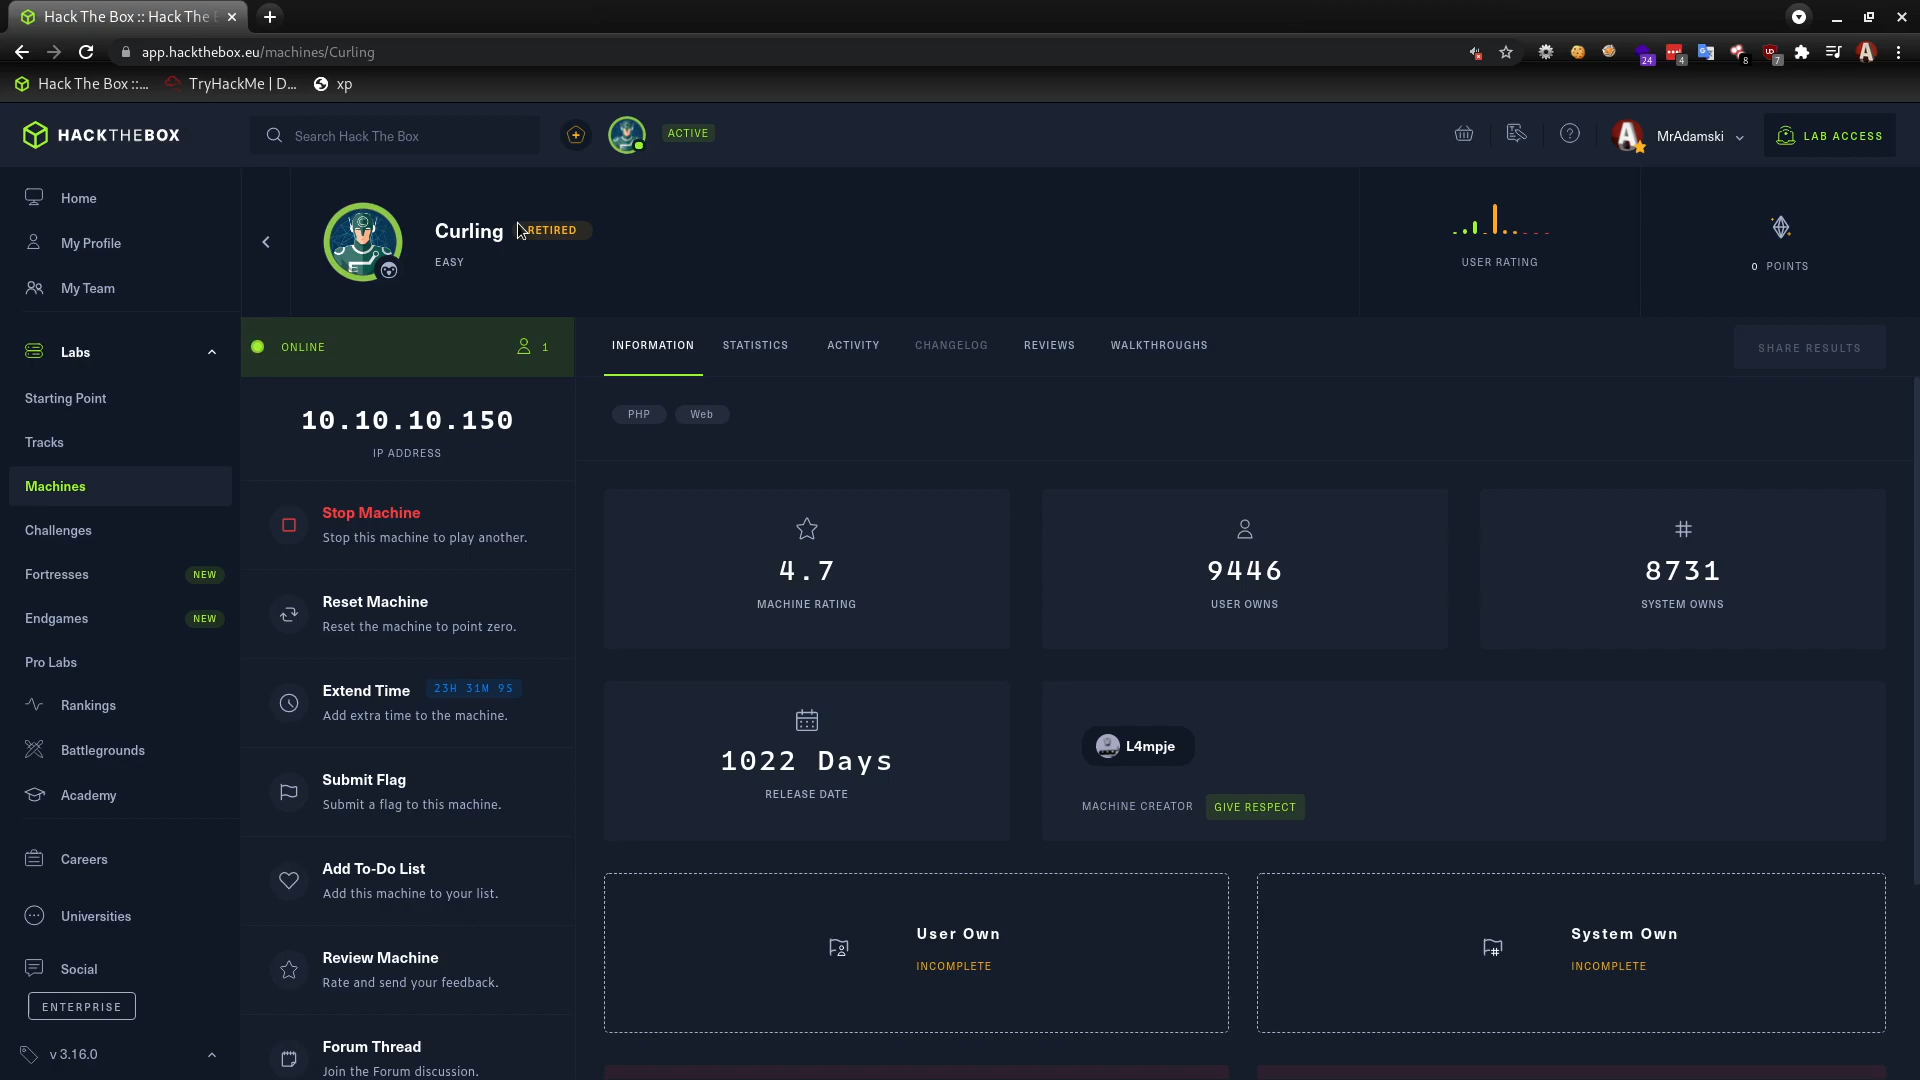 Hack The Box :: Hack The B
app.hackthebox.eu/machines/Curling
24
4
8
7
Hack The Box ::...
TryHackMe | D...
xp
HACKTHEBOX
Search Hack The Box
ACTIVE
MrAdamski
LAB ACCESS
Home
My Profile
My Team
Labs
Starting Point
Tracks
Machines
Challenges
Fortresses NEW
Endgames NEW
Pro Labs
Rankings
Battlegrounds
Academy
Careers
Universities
Social
ENTERPRISE
v 3.16.0
Curling RETIRED
EASY
USER RATING
0 POINTS
ONLINE 1
10.10.10.150
IP ADDRESS
Stop Machine
Stop this machine to play another.
Reset Machine
Reset the machine to point zero.
Extend Time 23H 31M 9S
Add extra time to the machine.
Submit Flag
Submit a flag to this machine.
Add To-Do List
Add this machine to your list.
Review Machine
Rate and send your feedback.
Forum Thread
Join the Forum discussion.
INFORMATION STATISTICS ACTIVITY CHANGELOG REVIEWS WALKTHROUGHS
SHARE RESULTS
PHP Web
4.7
MACHINE RATING
9446
USER OWNS
8731
SYSTEM OWNS
1022 Days
RELEASE DATE
L4mpje
MACHINE CREATOR GIVE RESPECT
User Own
INCOMPLETE
System Own
INCOMPLETE